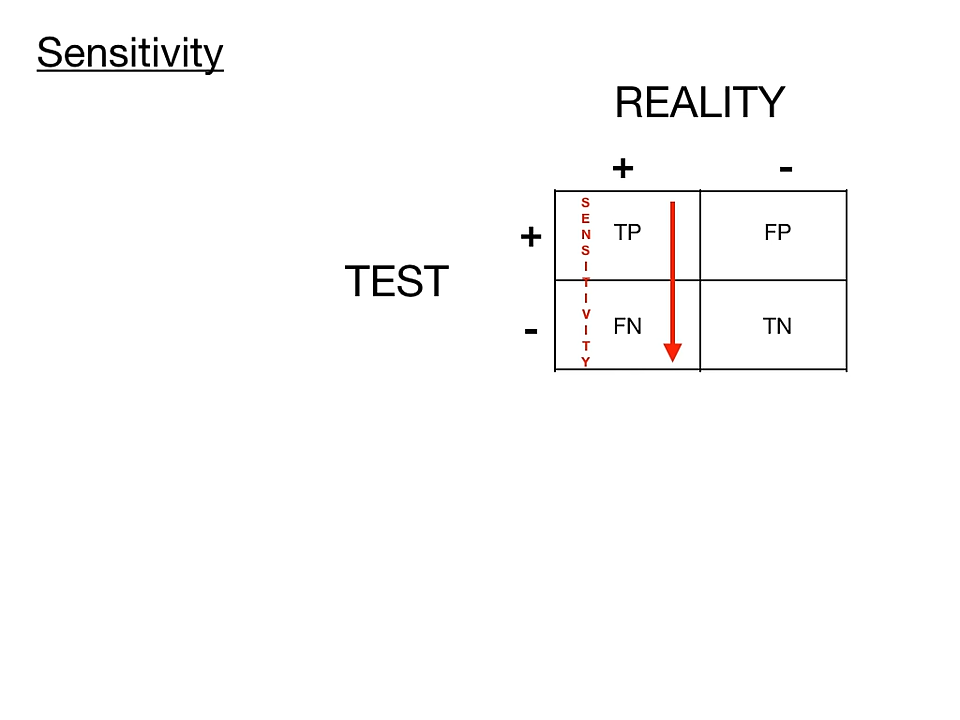 Sensitivity
REALITY
+ -
TEST
+
-
SENSITIVITY
TP FP
FN TN